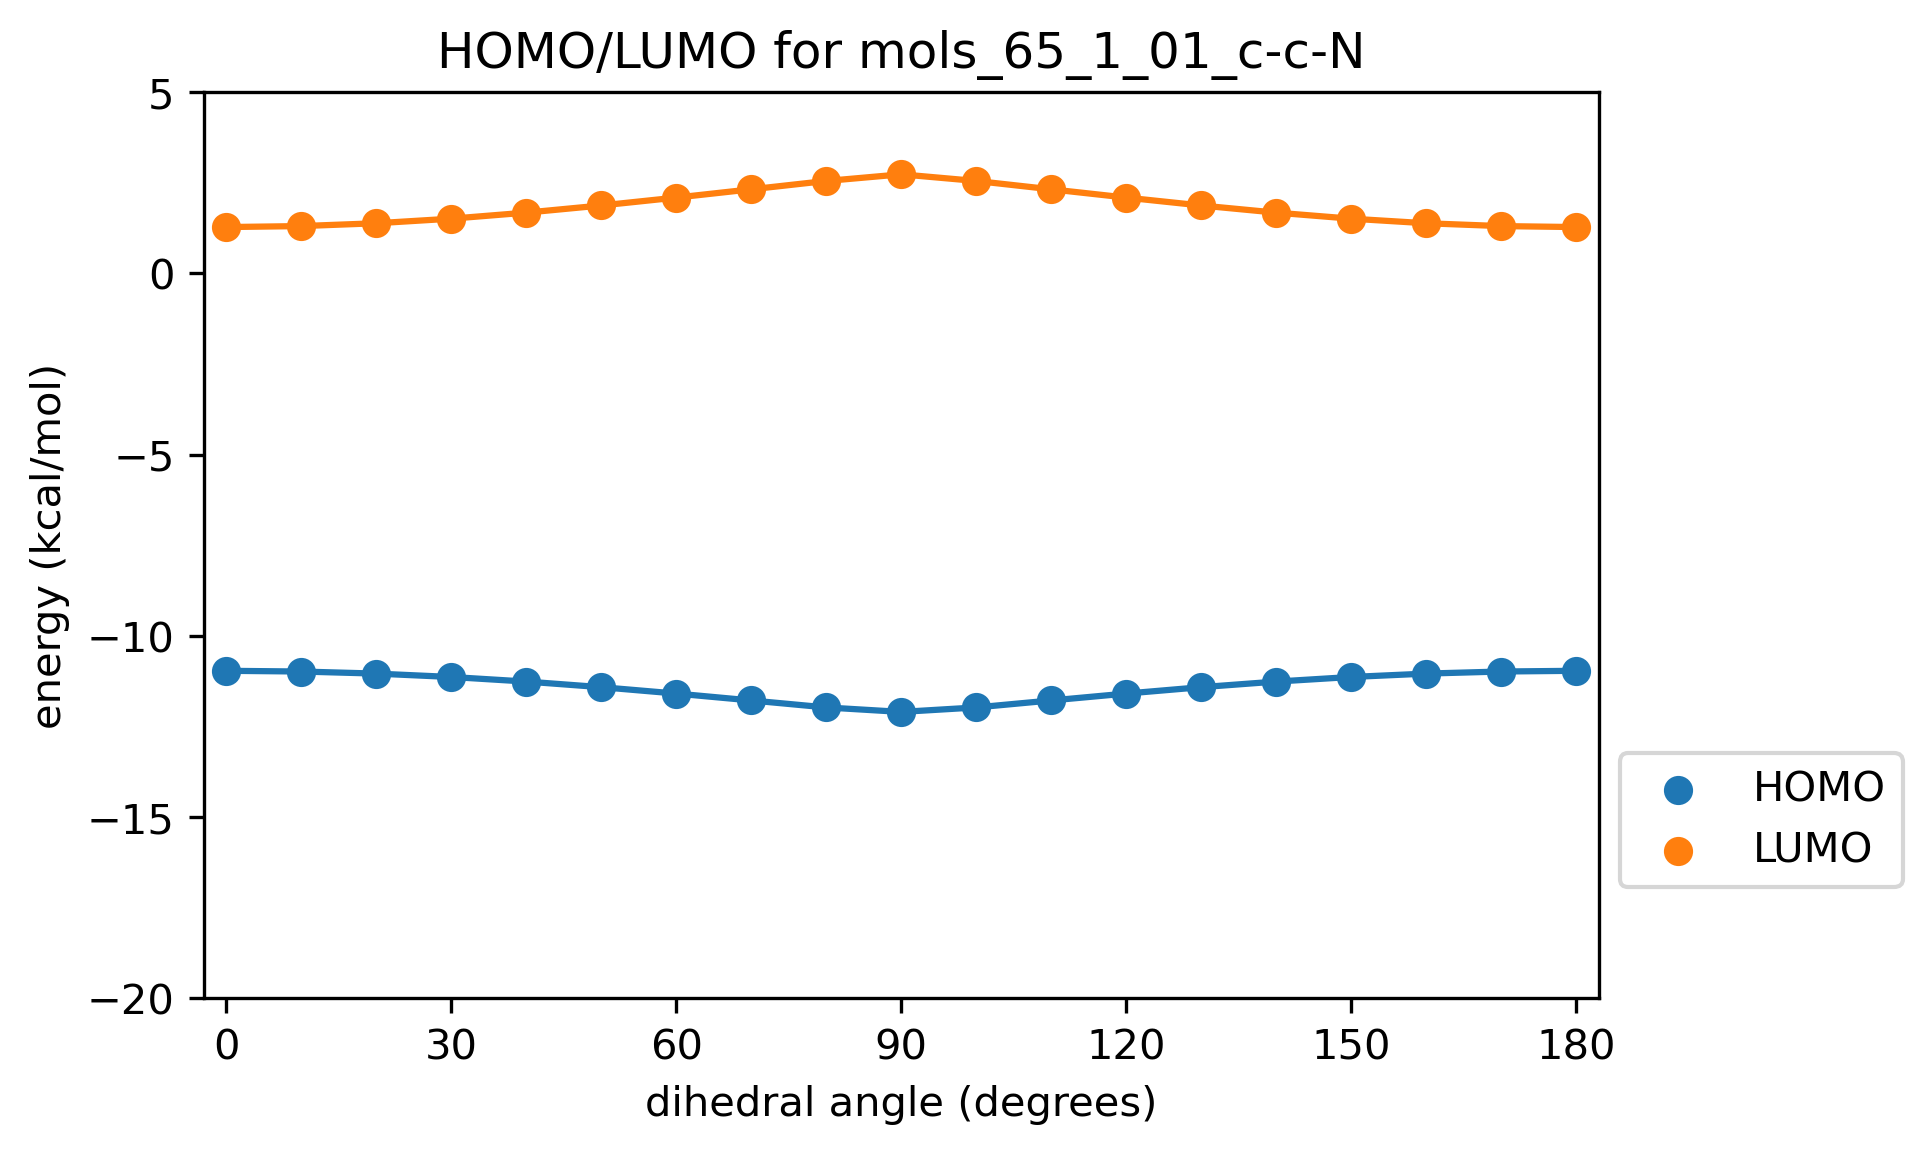 HOMO/LUMO for mols_65_1_01_c-c-N
5
0
−5
−10
−15
−20
energy (kcal/mol)
0 30 60 90 120 150 180
dihedral angle (degrees)
HOMO
LUMO